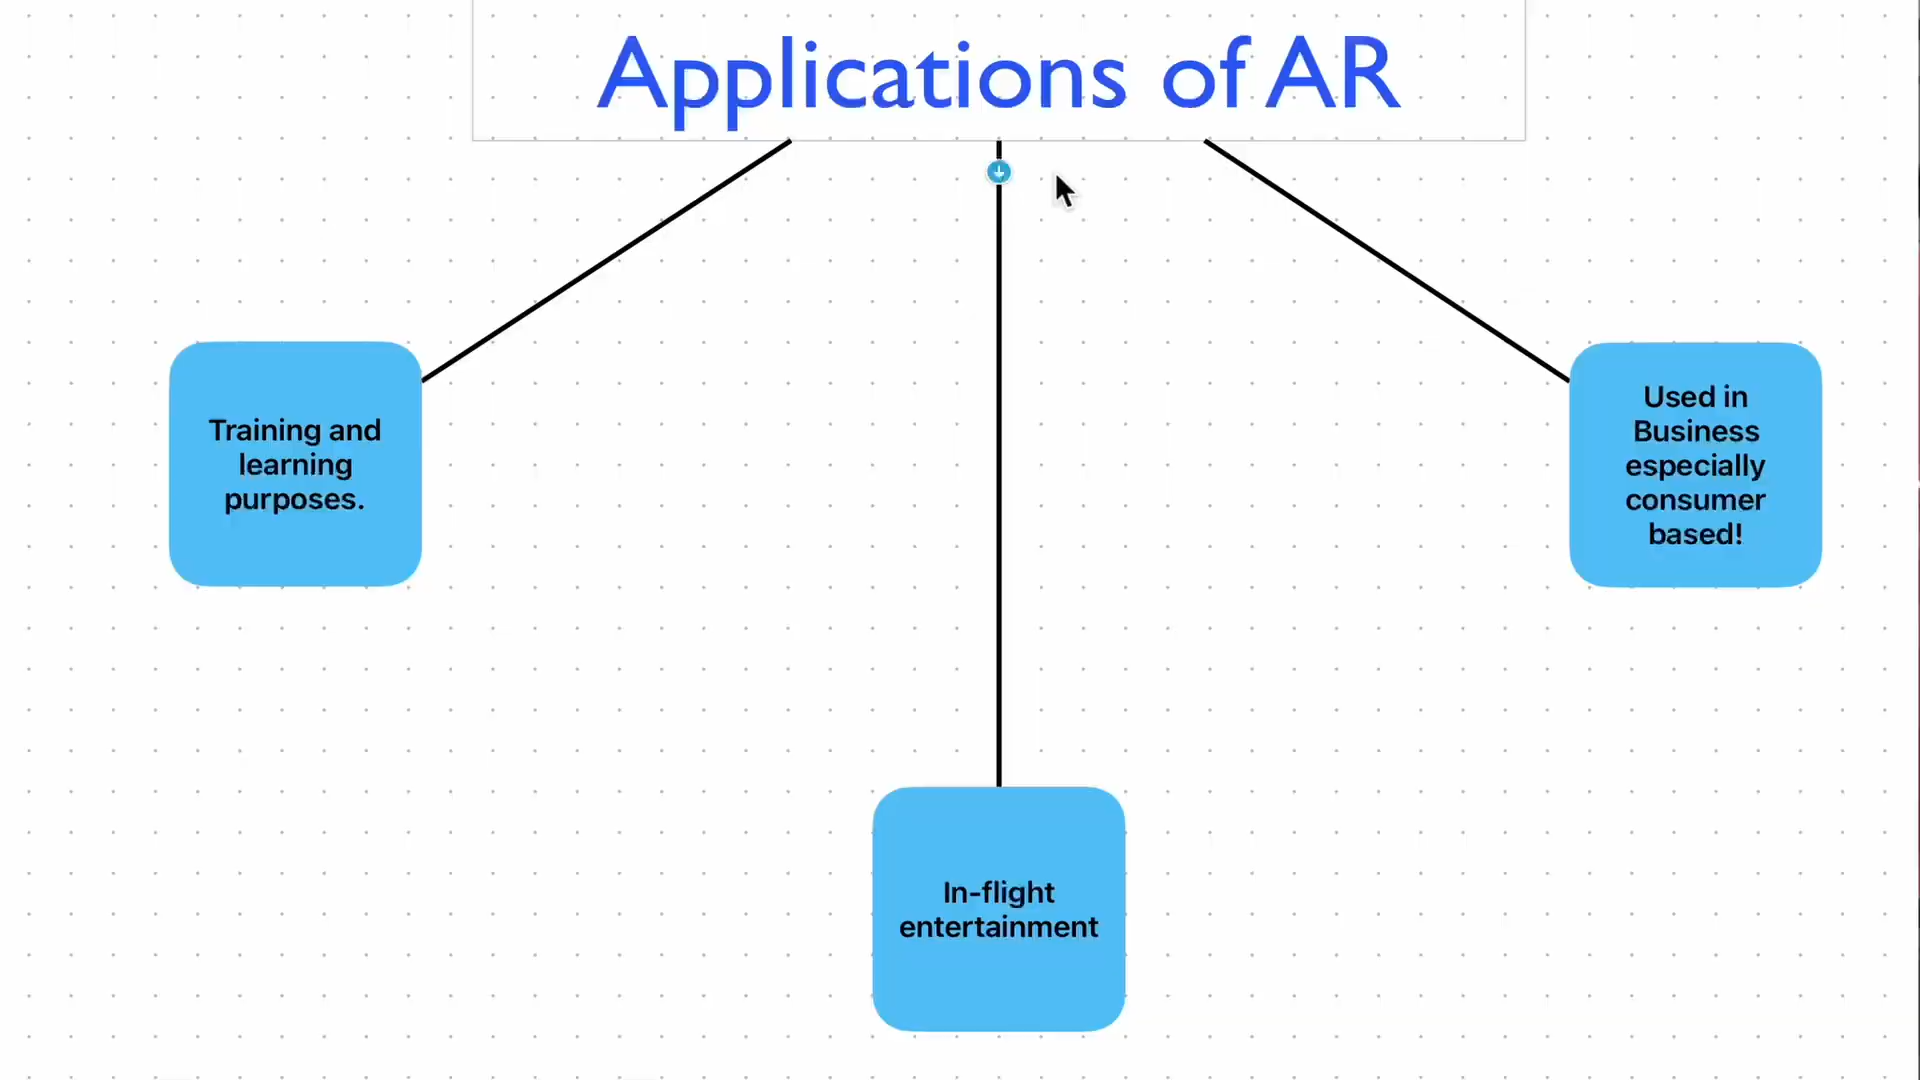 Applications of AR
Training and
learning
purposes.
Used in
Business
especially
consumer
based!
In-flight
entertainment